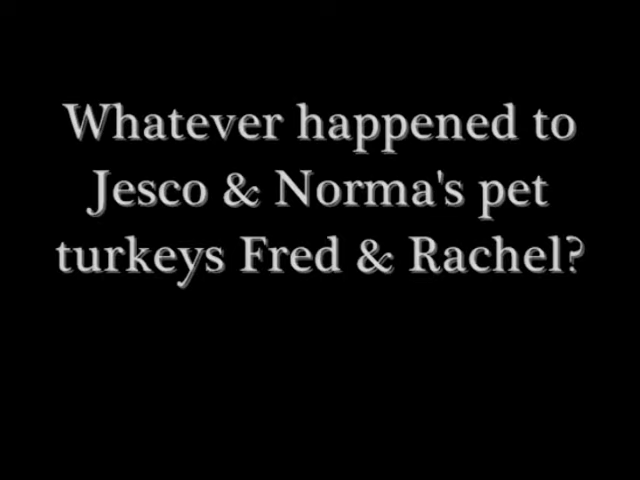 Whatever happened to
Jesco & Norma's pet
turkeys Fred & Rachel?